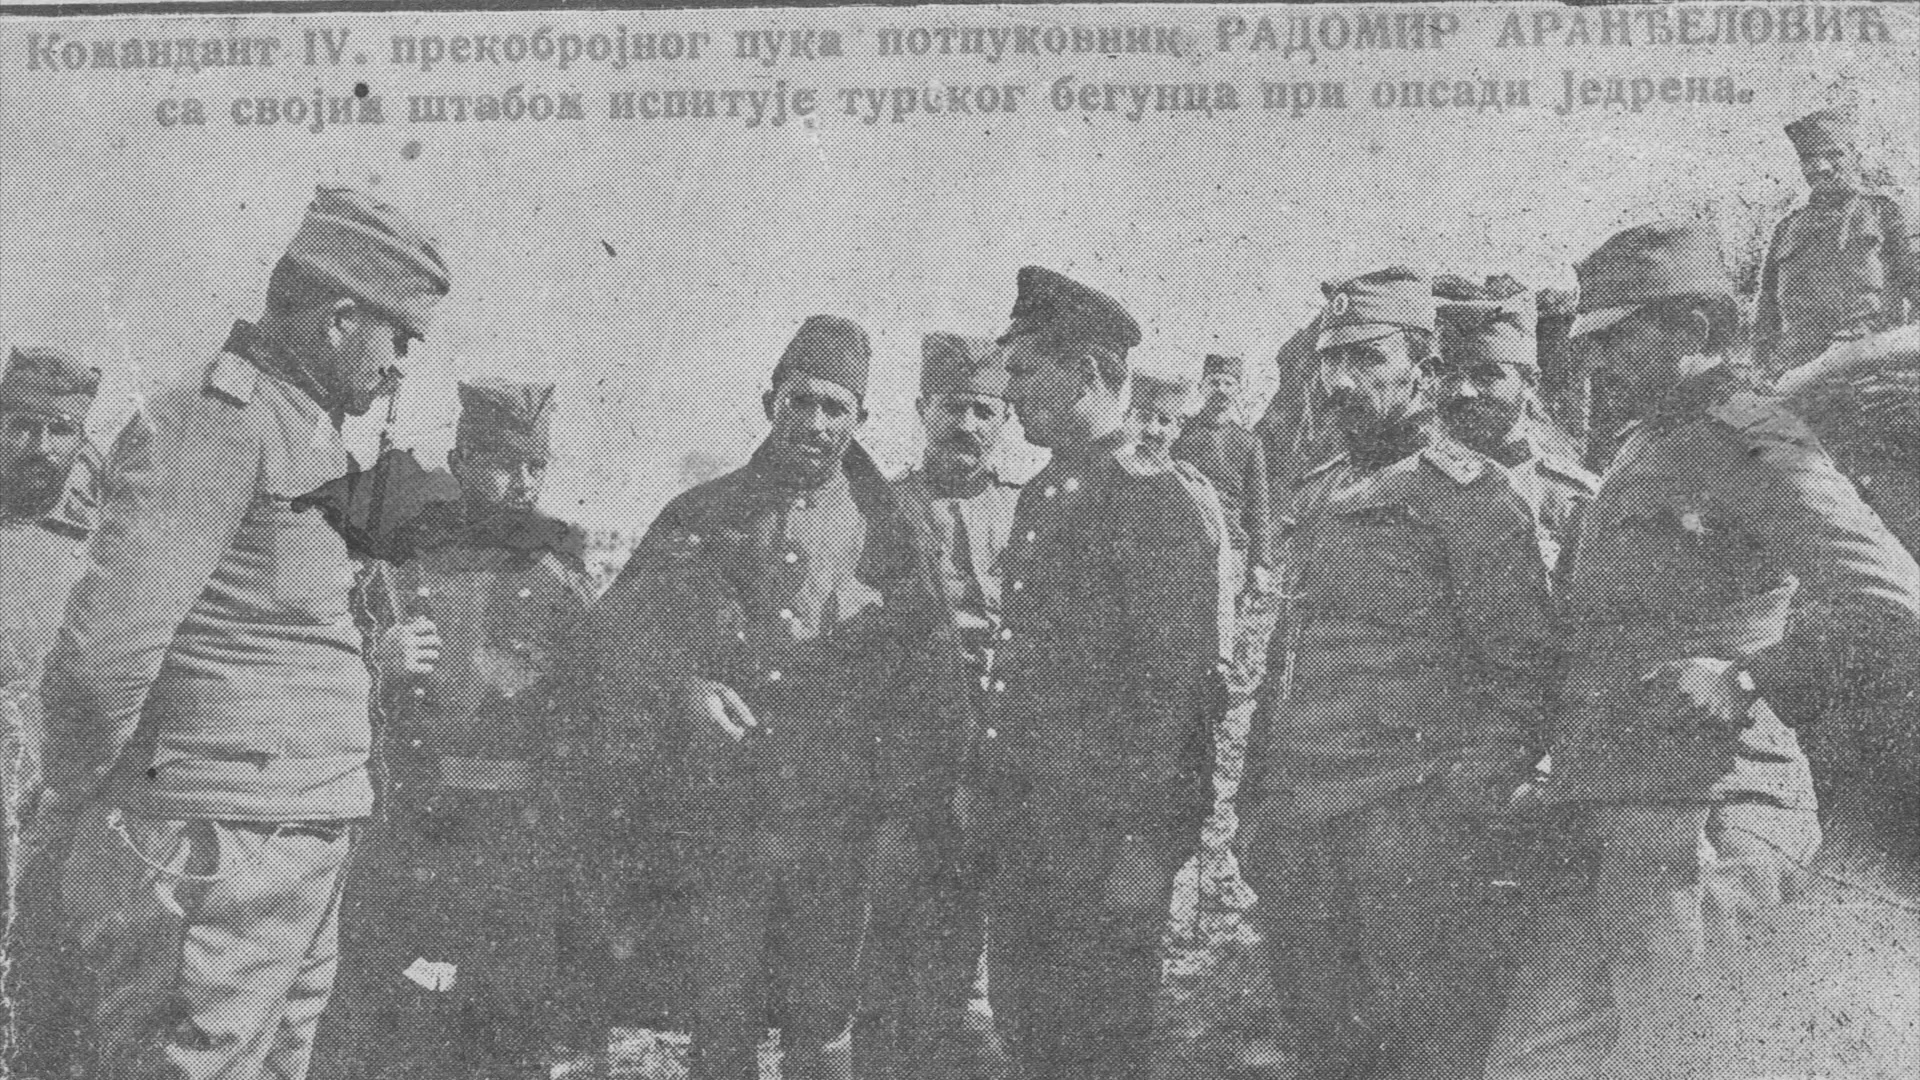 Командант IV. прекобројног пука потпуковник РАДОМИР АРАНЂЕЛОВИЋ
са својим штабом испитује турског бегунца при опсади Једрена.